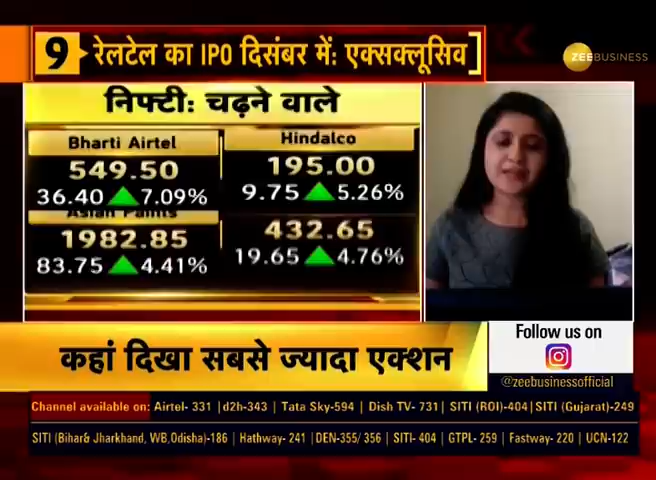 9 रेलटेल का IPO दिसंबर में: एक्सक्लूसिव
ZEE BUSINESS
निफ्टी: चढ़ने वाले
Bharti Airtel
549.50
36.40 7.09%
Hindalco
195.00
9.75 5.26%
Asian Paints
1982.85
83.75 4.41%
432.65
19.65 4.76%
कहां दिखा सबसे ज्यादा एक्शन
Follow us on
@zeebusinessofficial
Channel available on: Airtel- 331 |d2h-343 | Tata Sky-594 | Dish TV- 731| SITI (ROI)-404| SITI (Gujarat)-249
SITI (Bihar& Jharkhand, WB,Odisha)-186 | Hathway- 241 |DEN-355/ 356 | SITI- 404 | GTPL- 259 | Fastway- 220 | UCN-122